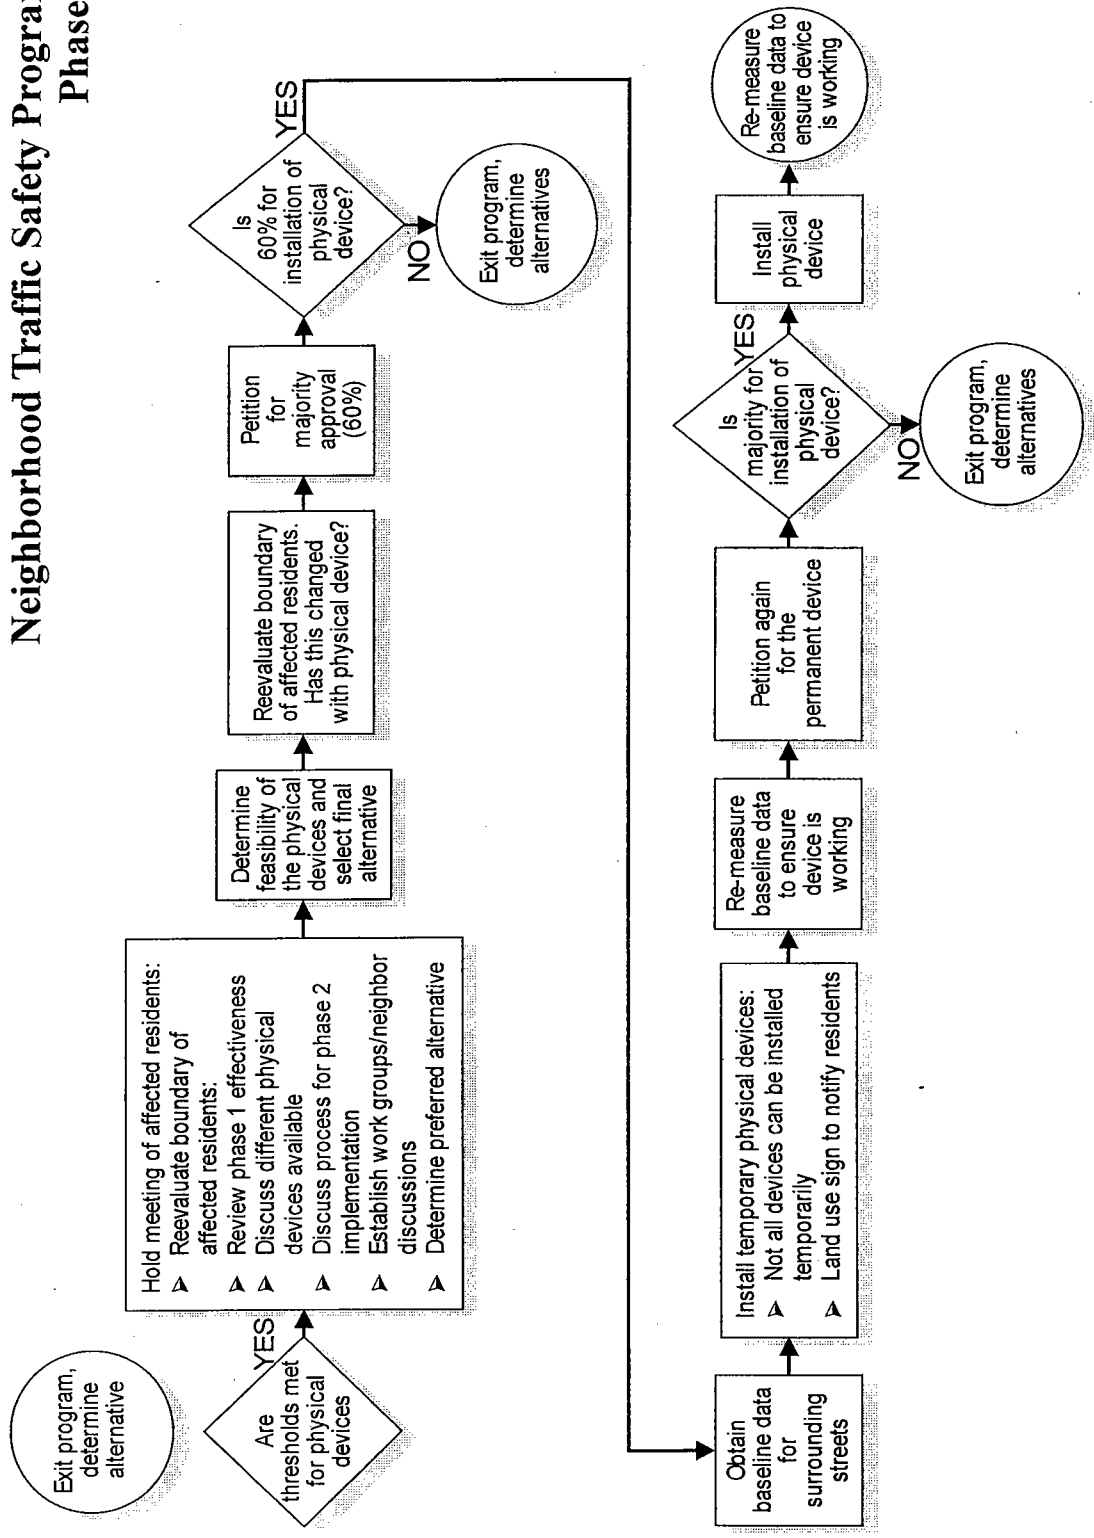 Neighborhood Traffic Safety Progra
Phase
Exit program,
determine
alternative
Are
thresholds met
for physical
devices
YES
Hold meeting of affected residents:
➢ Reevaluate boundary of
affected residents:
➢ Review phase 1 effectiveness
➢ Discuss different physical
devices available
➢ Discuss process for phase 2
implementation
➢ Establish work groups/neighbor
discussions
➢ Determine preferred alternative
Determine
feasibility of
the physical
devices and
select final
alternative
Reevaluate boundary
of affected residents.
Has this changed
with physical device?
Petition
for
majority
approval
(60%)
Is
60% for
installation of
physical
device?
YES
NO
Exit program,
determine
alternatives
Obtain
baseline data
for
surrounding
streets
Install temporary physical devices:
➢ Not all devices can be installed
temporarily
➢ Land use sign to notify residents
Re-measure
baseline data
to ensure
device is
working
Petition again
for the
permanent device
Is
majority for
installation of
physical
device?
YES
NO
Exit program,
determine
alternatives
Install
physical
device
Re-measure
baseline data to
ensure device
is working